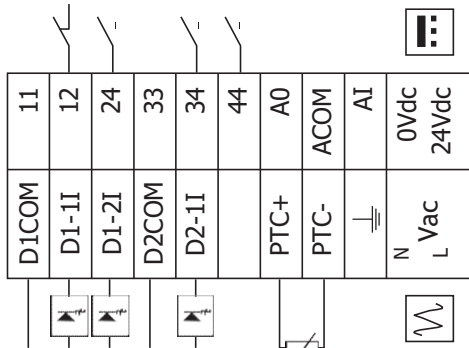 11
12
24
33
34
44
A0
ACOM
AI
0Vdc
24Vdc
D1COM
D1-1I
D1-2I
D2COM
D2-1I
PTC+
PTC-
N
L Vac